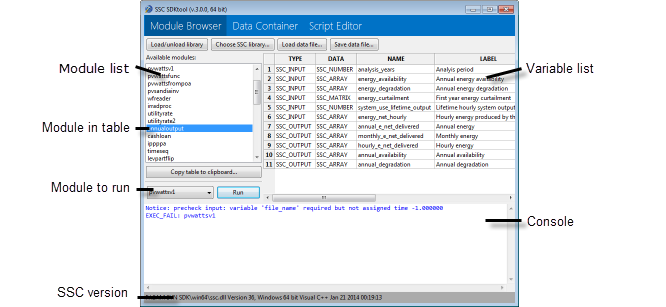 SSC SDKtool (v.3.0.0, os 64 bit)
Module Browser Data Container Script Editor
Load/unload library Choose SSC library... Load data file... Save data file...
Available modules:
pvwattsv1
pvwattsfunc
pvwattsfrompoa
pvsandiainv
wfreader
irradproc
utilityrate
utilityrate2
annualoutput
cashloan
ippppa
timeseq
levpartflip
TYPE DATA NAME LABEL
1 SSC_INPUT SSC_NUMBER analysis_years Analyis period
2 SSC_INPUT SSC_ARRAY energy_availability Annual energy availability
3 SSC_INPUT SSC_ARRAY energy_degradation Annual energy degradation
4 SSC_INPUT SSC_MATRIX energy_curtailment First year energy curtailment
5 SSC_INPUT SSC_NUMBER system_use_lifetime_output Lifetime hourly system output
6 SSC_INPUT SSC_ARRAY energy_net_hourly Hourly energy produced by th
7 SSC_OUTPUT SSC_ARRAY annual_e_net_delivered Annual energy
8 SSC_OUTPUT SSC_ARRAY monthly_e_net_delivered Monthly energy
9 SSC_OUTPUT SSC_ARRAY hourly_e_net_delivered Hourly energy
10 SSC_OUTPUT SSC_ARRAY annual_availability Annual availability
11 SSC_OUTPUT SSC_ARRAY annual_degradation Annual degradation
Copy table to clipboard...
pvwattsv1 Run
Notice: precheck input: variable 'file_name' required but not assigned time -1.000000
EXEC_FAIL: pvwattsv1
SDK\win64\ssc.dll Version 36, Windows 64 bit Visual C++ Jan 21 2014 00:19:13
Module list
Module in table
Module to run
SSC version
Variable list
Console